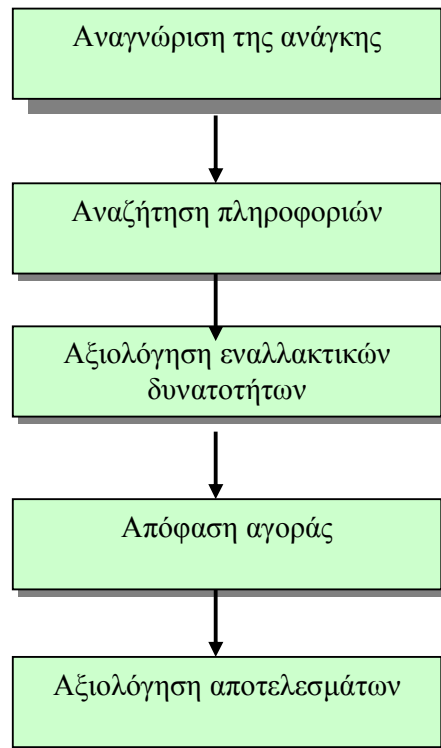 Αναγνώριση της ανάγκης
Αναζήτηση πληροφοριών
Αξιολόγηση εναλλακτικών
δυνατοτήτων
Απόφαση αγοράς
Αξιολόγηση αποτελεσμάτων